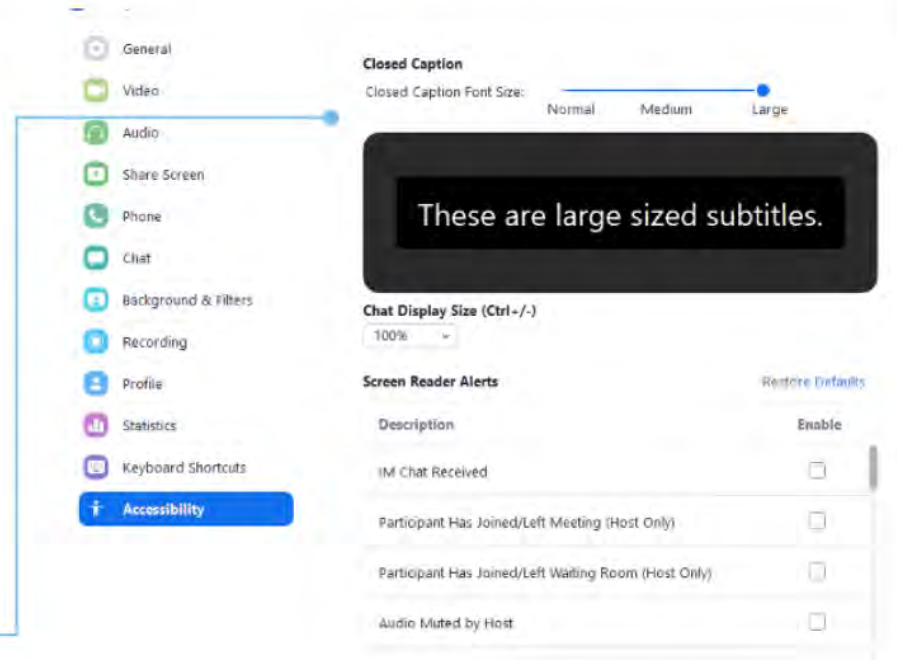 General
Video
Audio
Share Screen
Phone
Chat
Background & Filters
Recording
Profile
Statistics
Keyboard Shortcuts
Accessibility
Closed Caption
Closed Caption Font Size:
Normal Medium Large
These are large sized subtitles.
Chat Display Size (Ctrl+/-)
100%
Screen Reader Alerts Restore Defaults
Description Enable
IM Chat Received
Participant Has Joined/Left Meeting (Host Only)
Participant Has Joined/Left Waiting Room (Host Only)
Audio Muted by Host